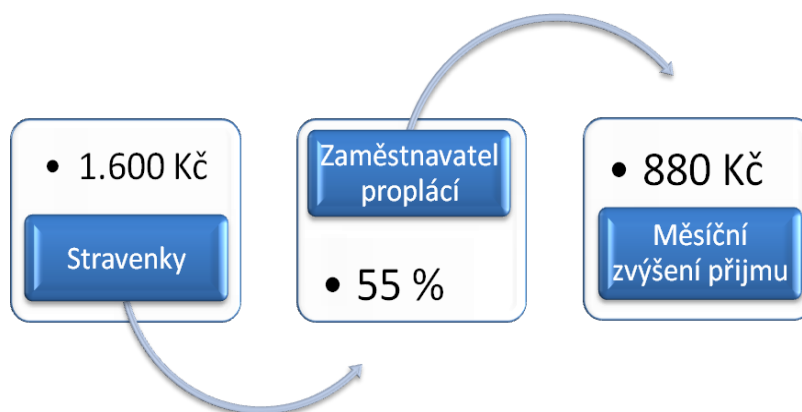 • 1.600 Kč
Stravenky
Zaměstnavatel
proplácí
• 55 %
• 880 Kč
Měsíční
zvýšení přijmu